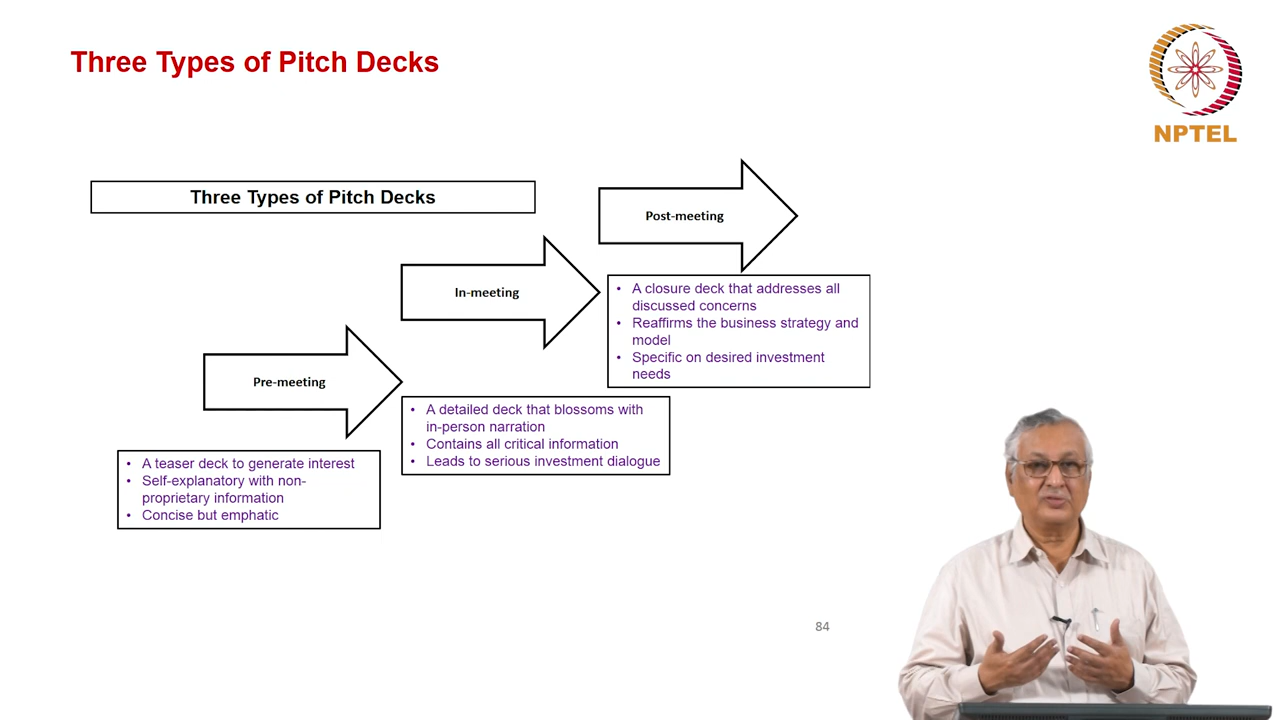 Three Types of Pitch Decks
NPTEL
Three Types of Pitch Decks
Post-meeting
In-meeting
Pre-meeting
• A closure deck that addresses all
discussed concerns
• Reaffirms the business strategy and
model
• Specific on desired investment
needs
• A detailed deck that blossoms with
in-person narration
• Contains all critical information
• Leads to serious investment dialogue
• A teaser deck to generate interest
• Self-explanatory with non-
proprietary information
• Concise but emphatic
84